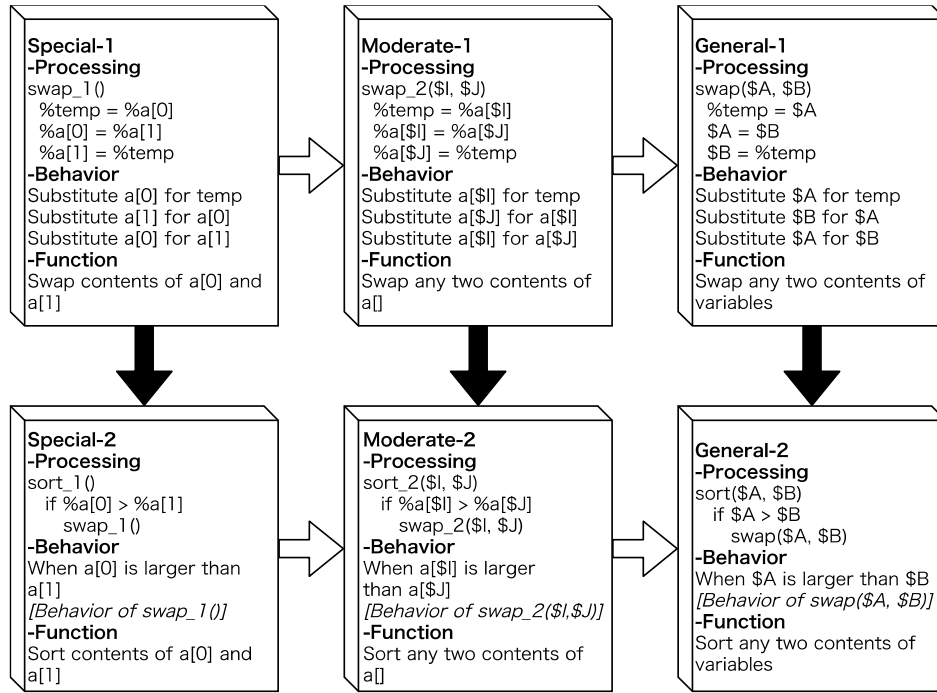 Special-1
-Processing
swap_1()
%temp = %a[0]
%a[0] = %a[1]
%a[1] = %temp
-Behavior
Substitute a[0] for temp
Substitute a[1] for a[0]
Substitute a[0] for a[1]
-Function
Swap contents of a[0] and
a[1]
Moderate-1
-Processing
swap_2($I, $J)
%temp = %a[$I]
%a[$I] = %a[$J]
%a[$J] = %temp
-Behavior
Substitute a[$I] for temp
Substitute a[$J] for a[$I]
Substitute a[$I] for a[$J]
-Function
Swap any two contents of
a[]
General-1
-Processing
swap($A, $B)
%temp = $A
$A = $B
$B = %temp
-Behavior
Substitute $A for temp
Substitute $B for $A
Substitute $A for $B
-Function
Swap any two contents of
variables
Special-2
-Processing
sort_1()
if %a[0] > %a[1]
swap_1()
-Behavior
When a[0] is larger than
a[1]
[Behavior of swap_1()]
-Function
Sort contents of a[0] and
a[1]
Moderate-2
-Processing
sort_2($I, $J)
if %a[$I] > %a[$J]
swap_2($I, $J)
-Behavior
When a[$I] is larger
than a[$J]
[Behavior of swap_2($I,$J)]
-Function
Sort any two contents of
a[]
General-2
-Processing
sort($A, $B)
if $A > $B
swap($A, $B)
-Behavior
When $A is larger than $B
[Behavior of swap($A, $B)]
-Function
Sort any two contents of
variables